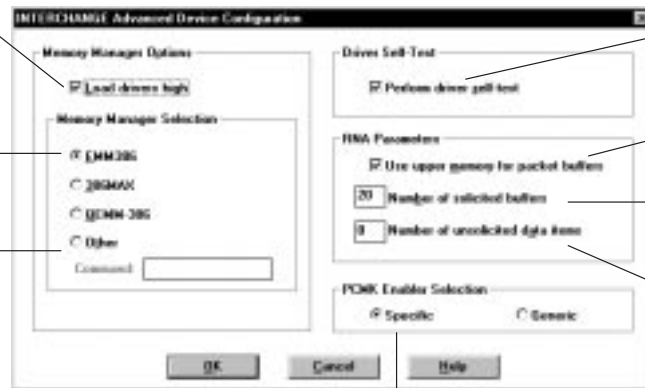 INTERCHANGE Advanced Device Configuration
Memory Manager Options
Load drivers high
Memory Manager Selection
EMM386
386MAX
QEMM-386
Other
Command:
Driver Self-Test
Perform driver self-test
RNA Parameters
Use upper memory for packet buffers
20 Number of solicited buffers
0 Number of unsolicited data items
PCMK Enabler Selection
Specific Generic
OK Cancel Help